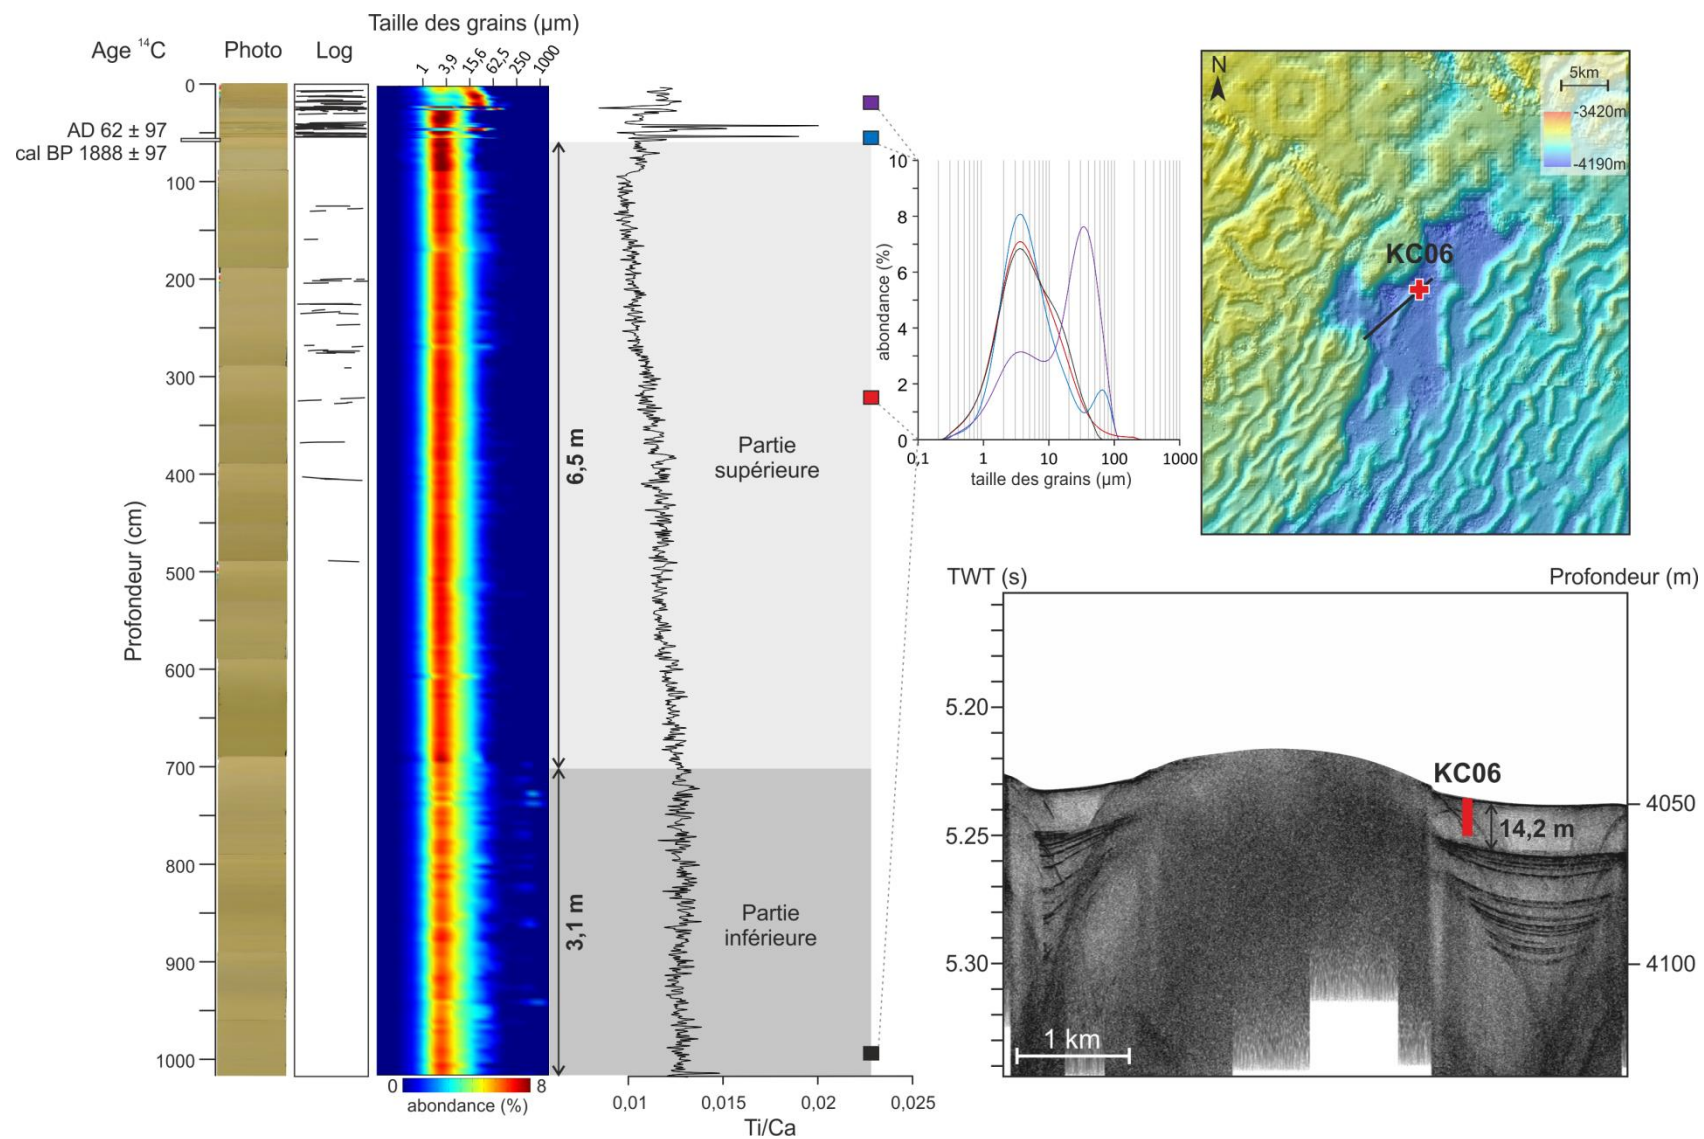 Taille des grains (µm)
Age ¹⁴C
Photo
Log
1 3,9 15,6 62,5 250 1000
0
AD 62 ± 97
cal BP 1888 ± 97
100
200
300
400
500
600
700
800
900
1000
Profondeur (cm)
6,5 m
3,1 m
Partie
supérieure
Partie
inférieure
0 8
abondance (%)
0,01 0,015 0,02 0,025
Ti/Ca
10
8
6
4
2
0
abondance (%)
0,1 1 10 100 1000
taille des grains (µm)
N
5km
-3420m
-4190m
KC06
TWT (s)
Profondeur (m)
5.20
5.25
5.30
KC06
14,2 m
4050
4100
1 km